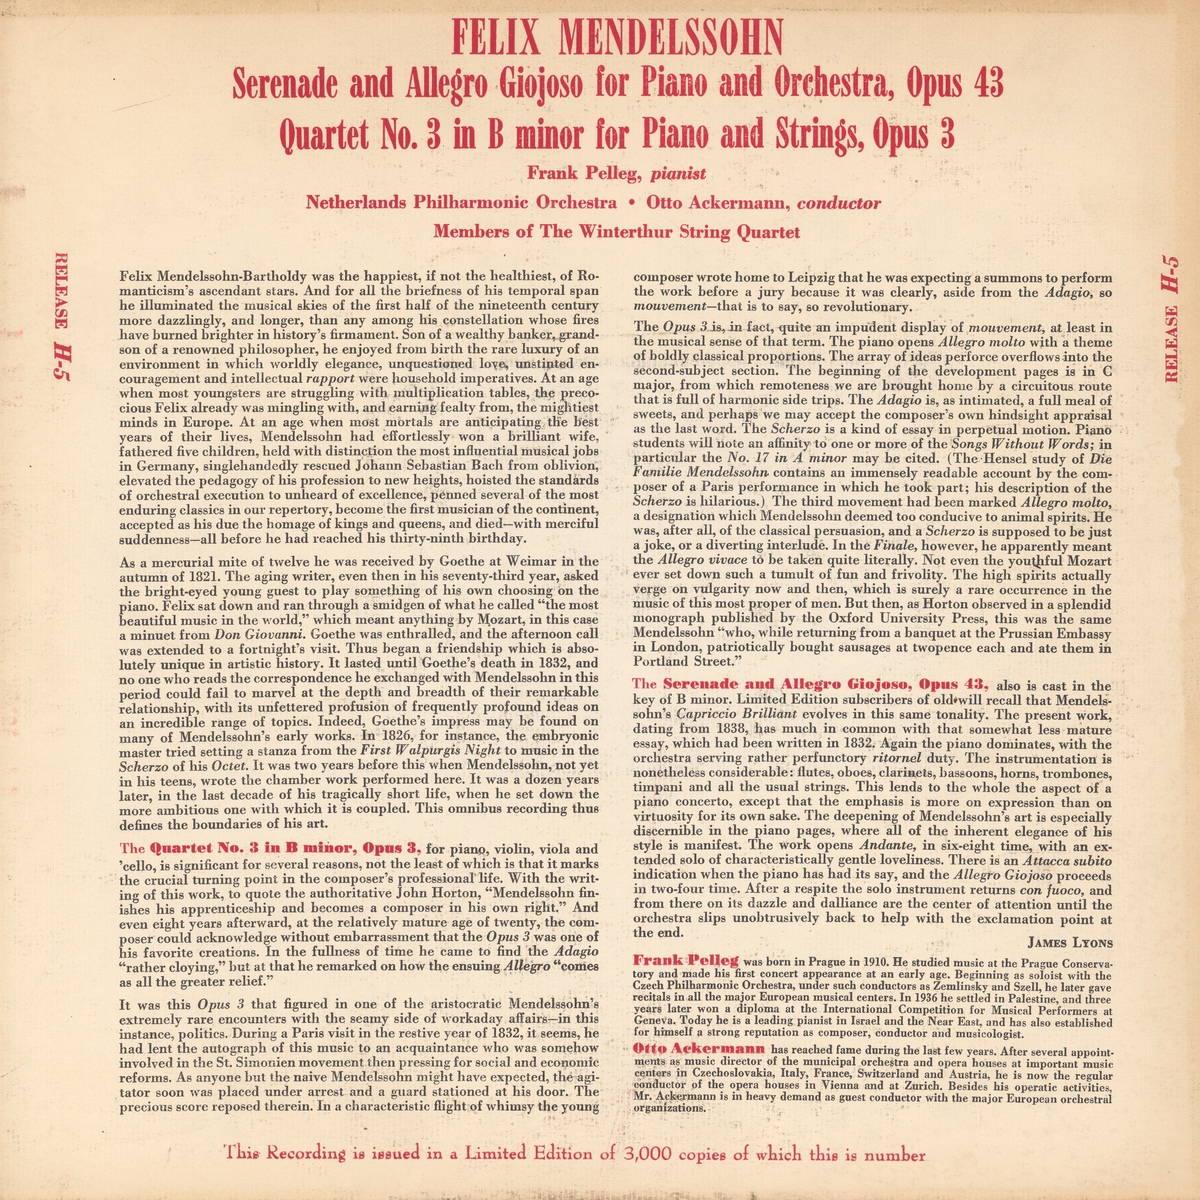 FELIX MENDELSSOHN
Serenade and Allegro Giojoso for Piano and Orchestra, Opus 43
Quartet No. 3 in B minor for Piano and Strings, Opus 3
Frank Pelleg, pianist
Netherlands Philharmonic Orchestra • Otto Ackermann, conductor
Members of The Winterthur String Quartet
RELEASE H-5
Felix Mendelssohn-Bartholdy was the happiest, if not the healthiest, of Ro-
manticism's ascendant stars. And for all the briefness of his temporal span
he illuminated the musical skies of the first half of the nineteenth century
more dazzlingly, and longer, than any among his constellation whose fires
have burned brighter in history's firmament. Son of a wealthy banker, grand-
son of a renowned philosopher, he enjoyed from birth the rare luxury of an
environment in which worldly elegance, unquestioned love, unstinted en-
couragement and intellectual rapport were household imperatives. At an age
when most youngsters are struggling with multiplication tables, the preco-
cious Felix already was mingling with, and earning fealty from, the mightiest
minds in Europe. At an age when most mortals are anticipating the best
years of their lives, Mendelssohn had effortlessly won a brilliant wife,
fathered five children, held with distinction the most influential musical jobs
in Germany, singlehandedly rescued Johann Sebastian Bach from oblivion,
elevated the pedagogy of his profession to new heights, hoisted the standards
of orchestral execution to unheard of excellence, penned several of the most
enduring classics in our repertory, become the first musician of the continent,
accepted as his due the homage of kings and queens, and died—with merciful
suddenness—all before he had reached his thirty-ninth birthday.
As a mercurial mite of twelve he was received by Goethe at Weimar in the
autumn of 1821. The aging writer, even then in his seventy-third year, asked
the bright-eyed young guest to play something of his own choosing on the
piano. Felix sat down and ran through a smidgen of what he called "the most
beautiful music in the world," which meant anything by Mozart, in this case
a minuet from Don Giovanni. Goethe was enthralled, and the afternoon call
was extended to a fortnight's visit. Thus began a friendship which is abso-
lutely unique in artistic history. It lasted until Goethe's death in 1832, and
no one who reads the correspondence he exchanged with Mendelssohn in this
period could fail to marvel at the depth and breadth of their remarkable
relationship, with its unfettered profusion of frequently profound ideas on
an incredible range of topics. Indeed, Goethe's impress may be found on
many of Mendelssohn's early works. In 1826, for instance, the embryonic
master tried setting a stanza from the First Walpurgis Night to music in the
Scherzo of his Octet. It was two years before this when Mendelssohn, not yet
in his teens, wrote the chamber work performed here. It was a dozen years
later, in the last decade of his tragically short life, when he set down the
more ambitious one with which it is coupled. This omnibus recording thus
defines the boundaries of his art.
The Quartet No. 3 in B minor, Opus 3, for piano, violin, viola and
'cello, is significant for several reasons, not the least of which is that it marks
the crucial turning point in the composer's professional life. With the writ-
ing of this work, to quote the authoritative John Horton, "Mendelssohn fin-
ishes his apprenticeship and becomes a composer in his own right." And
even eight years afterward, at the relatively mature age of twenty, the com-
poser could acknowledge without embarrassment that the Opus 3 was one of
his favorite creations. In the fullness of time he came to find the Adagio
"rather cloying," but at that he remarked on how the ensuing Allegro "comes
as all the greater relief."
It was this Opus 3 that figured in one of the aristocratic Mendelssohn's
extremely rare encounters with the seamy side of workaday affairs—in this
instance, politics. During a Paris visit in the restive year of 1832, it seems, he
had lent the autograph of this music to an acquaintance who was somehow
involved in the St. Simonien movement then pressing for social and economic
reforms. As anyone but the naive Mendelssohn might have expected, the agi-
tator soon was placed under arrest and a guard stationed at his door. The
precious score reposed therein. In a characteristic flight of whimsy the young
composer wrote home to Leipzig that he was expecting a summons to perform
the work before a jury because it was clearly, aside from the Adagio, so
mouvement—that is to say, so revolutionary.
The Opus 3 is, in fact, quite an impudent display of mouvement, at least in
the musical sense of that term. The piano opens Allegro molto with a theme
of boldly classical proportions. The array of ideas perforce overflows into the
second-subject section. The beginning of the development pages is in C
major, from which remoteness we are brought home by a circuitous route
that is full of harmonic side trips. The Adagio is, as intimated, a full meal of
sweets, and perhaps we may accept the composer's own hindsight appraisal
as the last word. The Scherzo is a kind of essay in perpetual motion. Piano
students will note an affinity to one or more of the Songs Without Words; in
particular the No. 17 in A minor may be cited. (The Hensel study of Die
Familie Mendelssohn contains an immensely readable account by the com-
poser of a Paris performance in which he took part; his description of the
Scherzo is hilarious.) The third movement had been marked Allegro molto,
a designation which Mendelssohn deemed too conducive to animal spirits. He
was, after all, of the classical persuasion, and a Scherzo is supposed to be just
a joke, or a diverting interlude. In the Finale, however, he apparently meant
the Allegro vivace to be taken quite literally. Not even the youthful Mozart
ever set down such a tumult of fun and frivolity. The high spirits actually
verge on vulgarity now and then, which is surely a rare occurrence in the
music of this most proper of men. But then, as Horton observed in a splendid
monograph published by the Oxford University Press, this was the same
Mendelssohn "who, while returning from a banquet at the Prussian Embassy
in London, patriotically bought sausages at twopence each and ate them in
Portland Street."
The Serenade and Allegro Giojoso, Opus 43, also is cast in the
key of B minor. Limited Edition subscribers of old will recall that Mendels-
sohn's Capriccio Brilliant evolves in this same tonality. The present work,
dating from 1838, has much in common with that somewhat less mature
essay, which had been written in 1832. Again the piano dominates, with the
orchestra serving rather perfunctory ritornel duty. The instrumentation is
nonetheless considerable: flutes, oboes, clarinets, bassoons, horns, trombones,
timpani and all the usual strings. This lends to the whole the aspect of a
piano concerto, except that the emphasis is more on expression than on
virtuosity for its own sake. The deepening of Mendelssohn's art is especially
discernible in the piano pages, where all of the inherent elegance of his
style is manifest. The work opens Andante, in six-eight time, with an ex-
tended solo of characteristically gentle loveliness. There is an Attacca subito
indication when the piano has had its say, and the Allegro Giojoso proceeds
in two-four time. After a respite the solo instrument returns con fuoco, and
from there on its dazzle and dalliance are the center of attention until the
orchestra slips unobtrusively back to help with the exclamation point at
the end.
JAMES LYONS
Frank Pelleg was born in Prague in 1910. He studied music at the Prague Conserva-
tory and made his first concert appearance at an early age. Beginning as soloist with the
Czech Philharmonic Orchestra, under such conductors as Zemlinsky and Szell, he later gave
recitals in all the major European musical centers. In 1936 he settled in Palestine, and three
years later won a diploma at the International Competition for Musical Performers at
Geneva. Today he is a leading pianist in Israel and the Near East, and has also established
for himself a strong reputation as composer, conductor and musicologist.
Otto Ackermann has reached fame during the last few years. After several appoint-
ments as music director of the municipal orchestra and opera houses at important music
centers in Czechoslovakia, Italy, France, Switzerland and Austria, he is now the regular
conductor of the opera houses in Vienna and at Zurich. Besides his operatic activities,
Mr. Ackermann is in heavy demand as guest conductor with the major European orchestral
organizations.
RELEASE H-5
This Recording is issued in a Limited Edition of 3,000 copies of which this is number